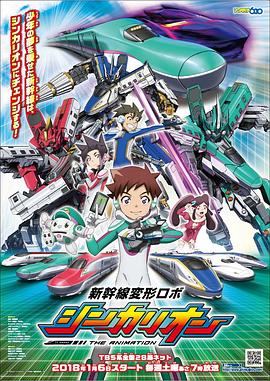 少年の夢を乗せた新幹線は、
シンカリオンにチェンジする！
新幹線変形ロボ
シンカリオン
THE ANIMATION
TBS系全国28局ネット
2018年1月6日スタート 毎週土曜あさ7時放送